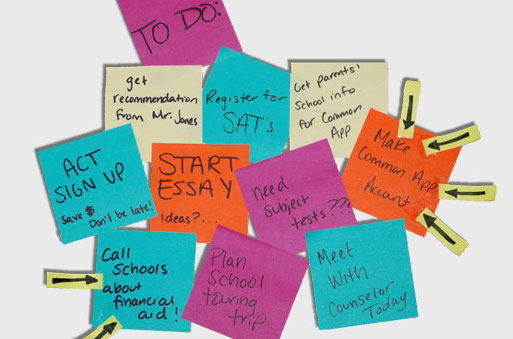 TO DO:
get
recommendation
from Mr. Jones
Register for
SAT's
Get parents'
School info
for Common
App
Make
Common App
Account
ACT
SIGN UP
save $
Don't be late!
START
ESSAY
ideas?...
need
subject
tests???
Call
Schools
about
financial
aid!
Plan
School
touring
trip
Meet
With
Counselor
Today